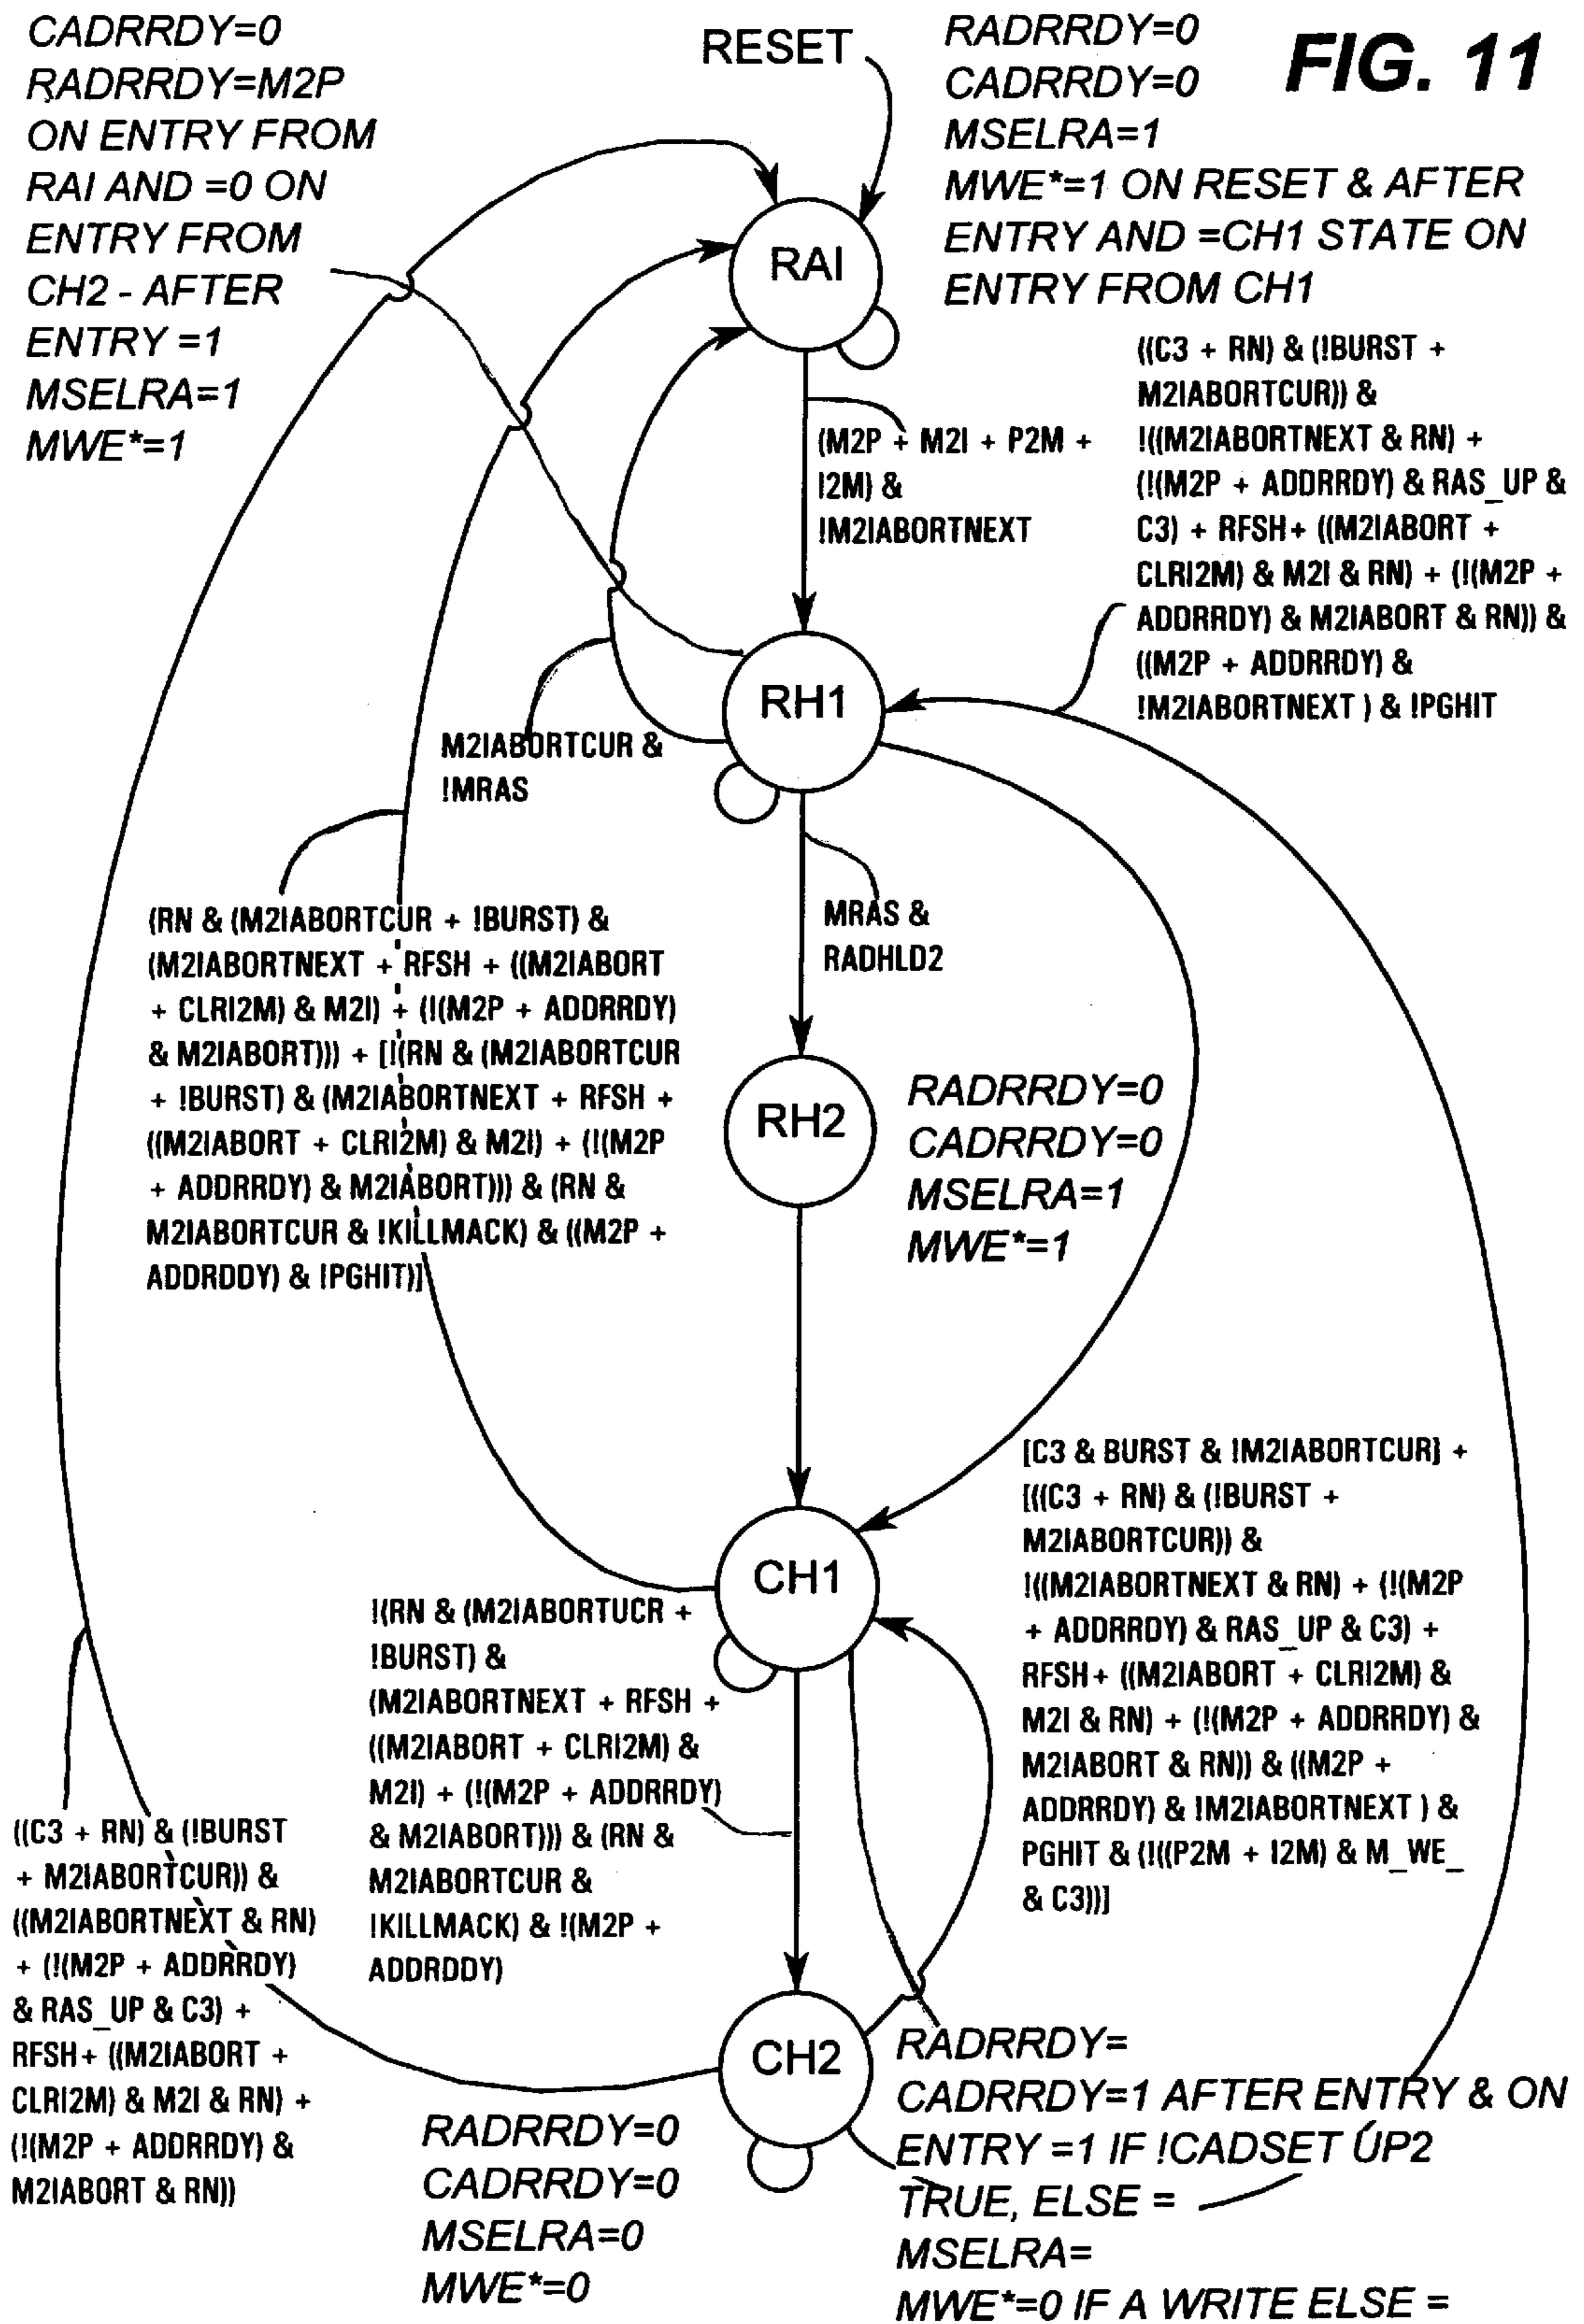 CADRRDY=0
RADRRDY=M2P
ON ENTRY FROM
RAI AND =0 ON
ENTRY FROM
CH2 - AFTER
ENTRY =1
MSELRA=1
MWE*=1
RESET
RADRRDY=0
CADRRDY=0
MSELRA=1
MWE*=1 ON RESET & AFTER
ENTRY AND =CH1 STATE ON
ENTRY FROM CH1
FIG. 11
RAI
(M2P + M2I + P2M +
I2M) &
!M2IABORTNEXT
((C3 + RN) & (!BURST +
M2IABORTCUR)) &
!((M2IABORTNEXT & RN) +
(!(M2P + ADDRRDY) & RAS_UP &
C3) + RFSH+ ((M2IABORT +
CLRI2M) & M2I & RN) + (!(M2P +
ADDRRDY) & M2IABORT & RN)) &
((M2P + ADDRRDY) &
!M2IABORTNEXT ) & !PGHIT
RH1
M2IABORTCUR &
!MRAS
MRAS &
RADHLD2
(RN & (M2IABORTCUR + !BURST) &
(M2IABORTNEXT + RFSH + ((M2IABORT
+ CLRI2M) & M2I) + (!(M2P + ADDRRDY)
& M2IABORT))) + [!(RN & (M2IABORTCUR
+ !BURST) & (M2IABORTNEXT + RFSH +
((M2IABORT + CLRI2M) & M2I) + (!(M2P
+ ADDRRDY) & M2IABORT))) & (RN &
M2IABORTCUR & !KILLMACK) & ((M2P +
ADDRDDY) & !PGHIT)]
RH2
RADRRDY=0
CADRRDY=0
MSELRA=1
MWE*=1
CH1
[C3 & BURST & !M2IABORTCUR] +
[((C3 + RN) & (!BURST +
M2IABORTCUR)) &
!((M2IABORTNEXT & RN) + (!(M2P
+ ADDRRDY) & RAS_UP & C3) +
RFSH+ ((M2IABORT + CLRI2M) &
M2I & RN) + (!(M2P + ADDRRDY) &
M2IABORT & RN)) & ((M2P +
ADDRRDY) & !M2IABORTNEXT ) &
PGHIT & (!((P2M + I2M) & M_WE_
& C3))]
!(RN & (M2IABORTUCR +
!BURST) &
(M2IABORTNEXT + RFSH +
((M2IABORT + CLRI2M) &
M2I) + (!(M2P + ADDRRDY)
& M2IABORT))) & (RN &
M2IABORTCUR &
!KILLMACK) & !(M2P +
ADDRDDY)
((C3 + RN) & (!BURST
+ M2IABORTCUR)) &
((M2IABORTNEXT & RN)
+ (!(M2P + ADDRRDY)
& RAS_UP & C3) +
RFSH+ ((M2IABORT +
CLRI2M) & M2I & RN) +
(!(M2P + ADDRRDY) &
M2IABORT & RN))
CH2
RADRRDY=0
CADRRDY=0
MSELRA=0
MWE*=0
RADRRDY=
CADRRDY=1 AFTER ENTRY & ON
ENTRY =1 IF !CADSET UP2
TRUE, ELSE =
MSELRA=
MWE*=0 IF A WRITE ELSE =